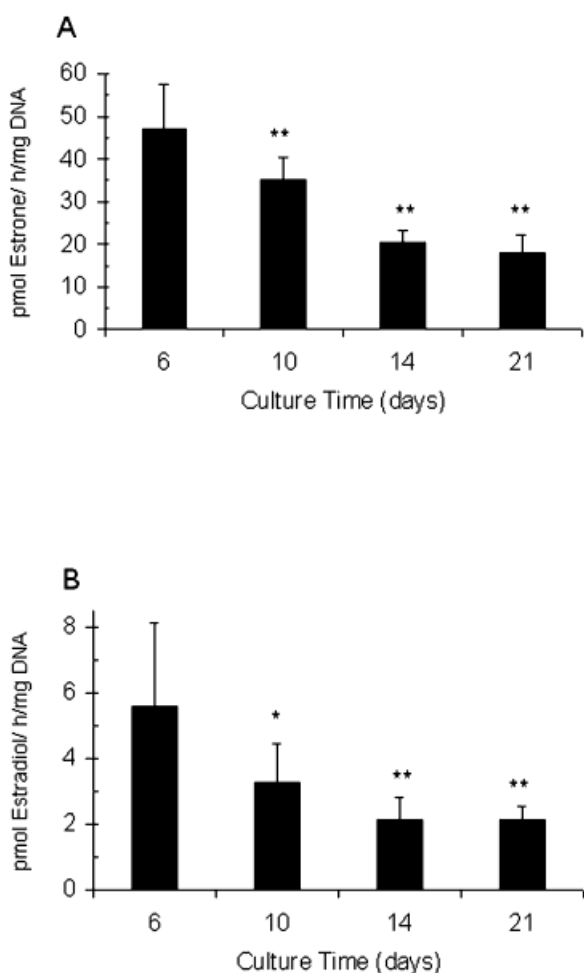 A
pmol Estrone/ h/mg DNA
60
50
40
30
20
10
0
**
**
**
6 10 14 21
Culture Time (days)
B
pmol Estradiol/ h/mg DNA
8
6
4
2
0
*
**
**
6 10 14 21
Culture Time (days)